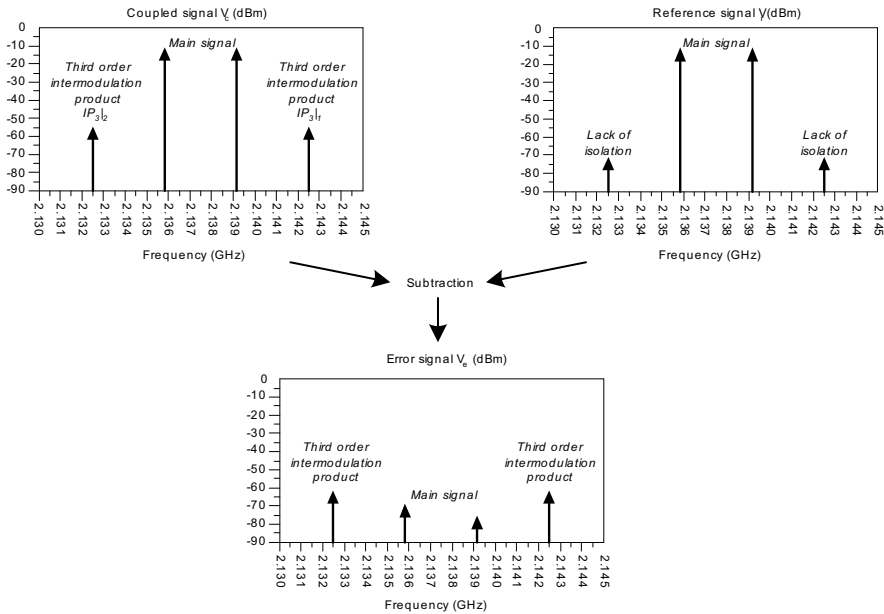 Coupled signal Vc (dBm)
0
-10
-20
-30
-40
-50
-60
-70
-80
-90
Main signal
Third order
intermodulation
product
IP3|2
Third order
intermodulation
product
IP3|1
2.130
2.131
2.132
2.133
2.134
2.135
2.136
2.137
2.138
2.139
2.140
2.141
2.142
2.143
2.144
2.145
Frequency (GHz)
Reference signal Vr(dBm)
0
-10
-20
-30
-40
-50
-60
-70
-80
-90
Main signal
Lack of
isolation
Lack of
isolation
2.130
2.131
2.132
2.133
2.134
2.135
2.136
2.137
2.138
2.139
2.140
2.141
2.142
2.143
2.144
2.145
Frequency (GHz)
Subtraction
Error signal Ve (dBm)
0
-10
-20
-30
-40
-50
-60
-70
-80
-90
Third order
intermodulation
product
Main signal
Third order
intermodulation
product
2.130
2.131
2.132
2.133
2.134
2.135
2.136
2.137
2.138
2.139
2.140
2.141
2.142
2.143
2.144
2.145
Frequency (GHz)